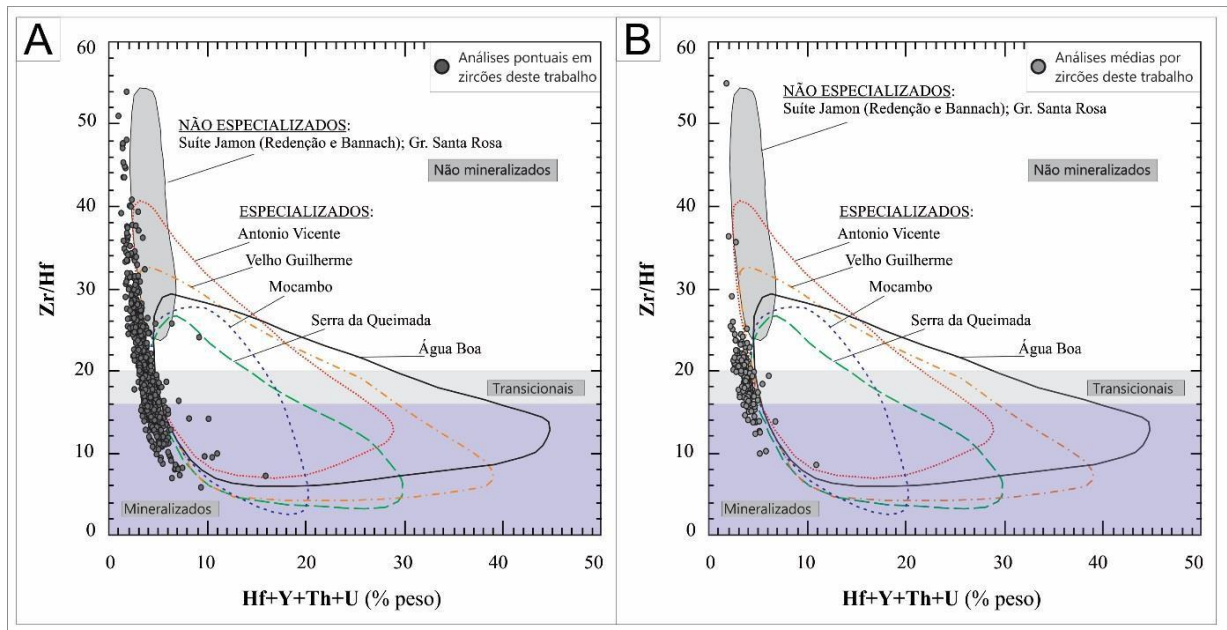 A
60
50
40
30
20
10
0
Zr/Hf
Análises pontuais em
zircões deste trabalho
NÃO ESPECIALIZADOS:
Suíte Jamon (Redenção e Bannach); Gr. Santa Rosa
Não mineralizados
ESPECIALIZADOS:
Antonio Vicente
Velho Guilherme
Mocambo
Serra da Queimada
Água Boa
Transicionais
Mineralizados
0 10 20 30 40 50
Hf+Y+Th+U (% peso)
B
60
50
40
30
20
10
0
Zr/Hf
Análises médias por
zircões deste trabalho
NÃO ESPECIALIZADOS:
Suíte Jamon (Redenção e Bannach); Gr. Santa Rosa
Não mineralizados
ESPECIALIZADOS:
Antonio Vicente
Velho Guilherme
Mocambo
Serra da Queimada
Água Boa
Transicionais
Mineralizados
0 10 20 30 40 50
Hf+Y+Th+U (% peso)